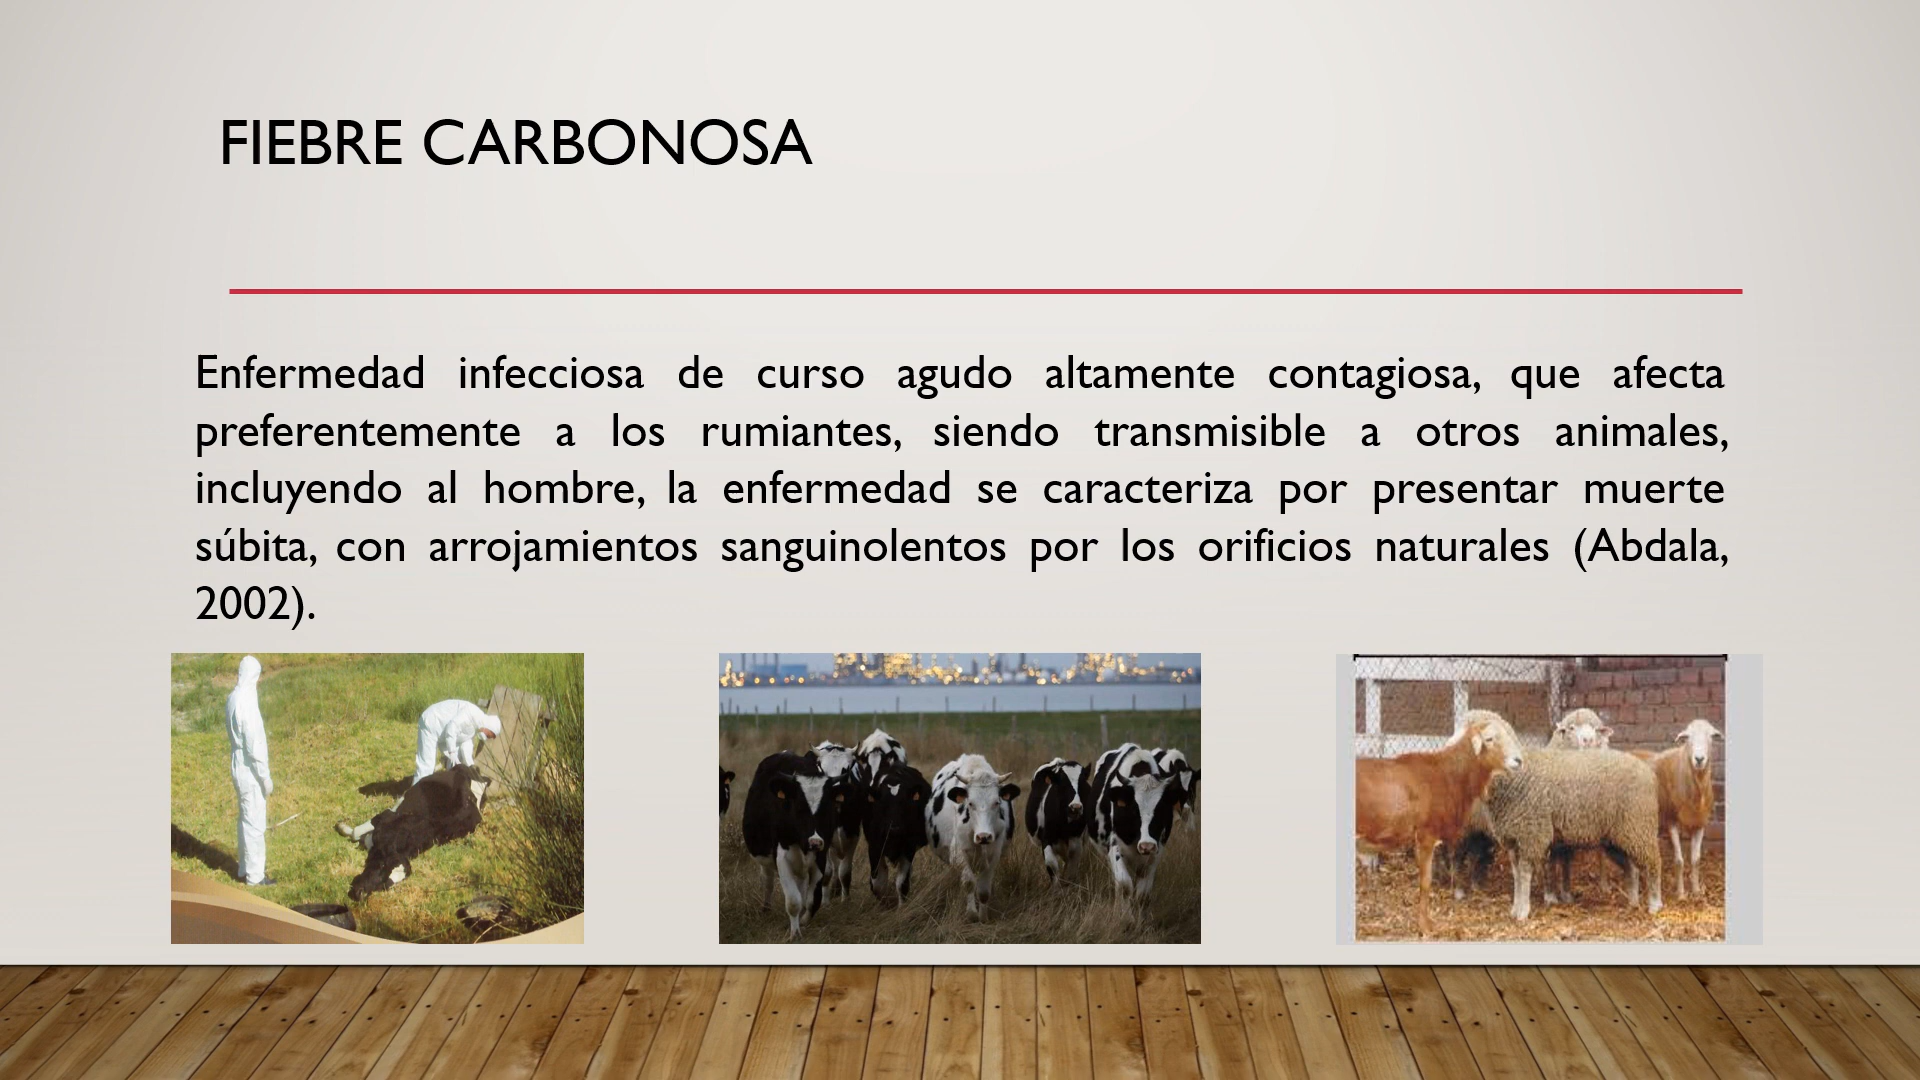 FIEBRE CARBONOSA
Enfermedad infecciosa de curso agudo altamente contagiosa, que afecta
preferentemente a los rumiantes, siendo transmisible a otros animales,
incluyendo al hombre, la enfermedad se caracteriza por presentar muerte
súbita, con arrojamientos sanguinolentos por los orificios naturales (Abdala,
2002).